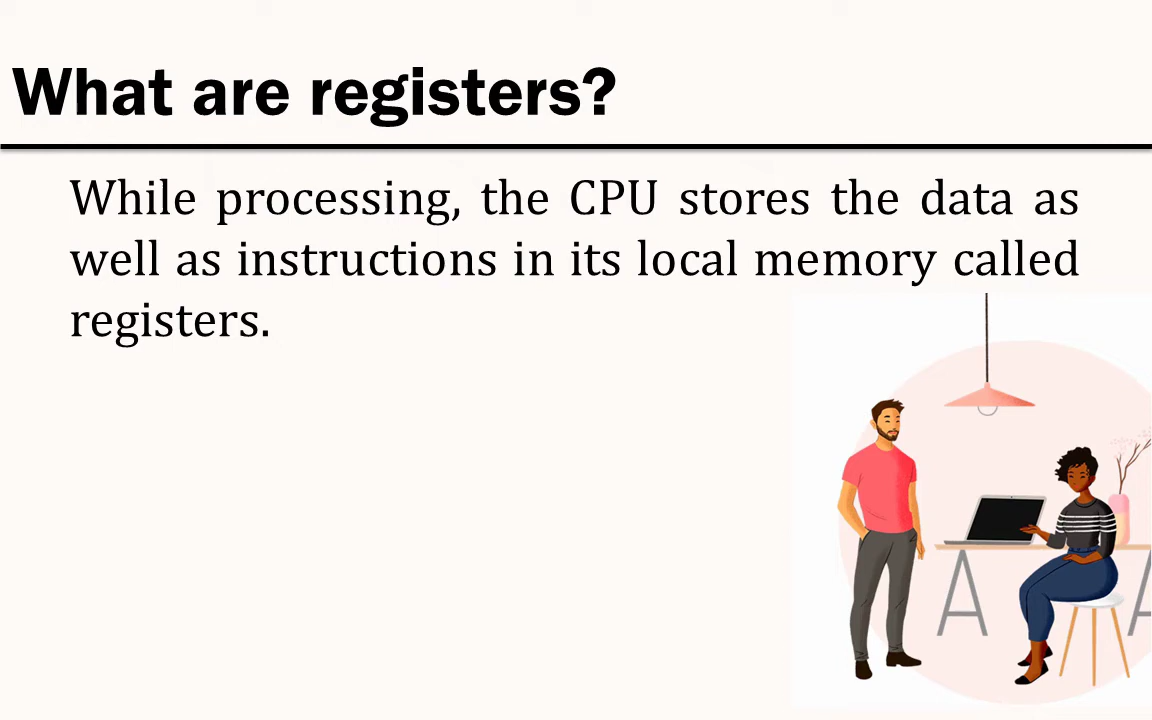 What are registers?
While processing, the CPU stores the data as
well as instructions in its local memory called
registers.